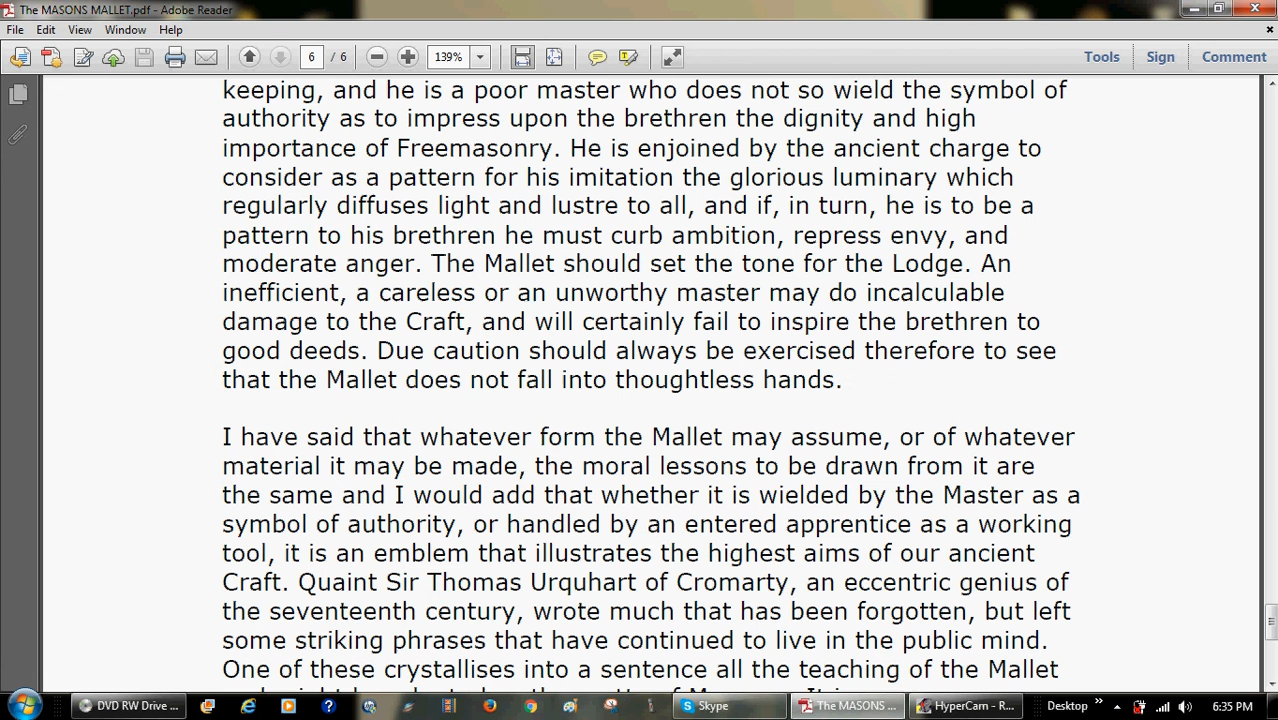 The MASONS MALLET.pdf - Adobe Reader
File Edit View Window Help
6 / 6 139% Tools Sign Comment
keeping, and he is a poor master who does not so wield the symbol of
authority as to impress upon the brethren the dignity and high
importance of Freemasonry. He is enjoined by the ancient charge to
consider as a pattern for his imitation the glorious luminary which
regularly diffuses light and lustre to all, and if, in turn, he is to be a
pattern to his brethren he must curb ambition, repress envy, and
moderate anger. The Mallet should set the tone for the Lodge. An
inefficient, a careless or an unworthy master may do incalculable
damage to the Craft, and will certainly fail to inspire the brethren to
good deeds. Due caution should always be exercised therefore to see
that the Mallet does not fall into thoughtless hands.
I have said that whatever form the Mallet may assume, or of whatever
material it may be made, the moral lessons to be drawn from it are
the same and I would add that whether it is wielded by the Master as a
symbol of authority, or handled by an entered apprentice as a working
tool, it is an emblem that illustrates the highest aims of our ancient
Craft. Quaint Sir Thomas Urquhart of Cromarty, an eccentric genius of
the seventeenth century, wrote much that has been forgotten, but left
some striking phrases that have continued to live in the public mind.
One of these crystallises into a sentence all the teaching of the Mallet
DVD RW Drive ... Skype The MASONS ... HyperCam - R... Desktop 6:35 PM